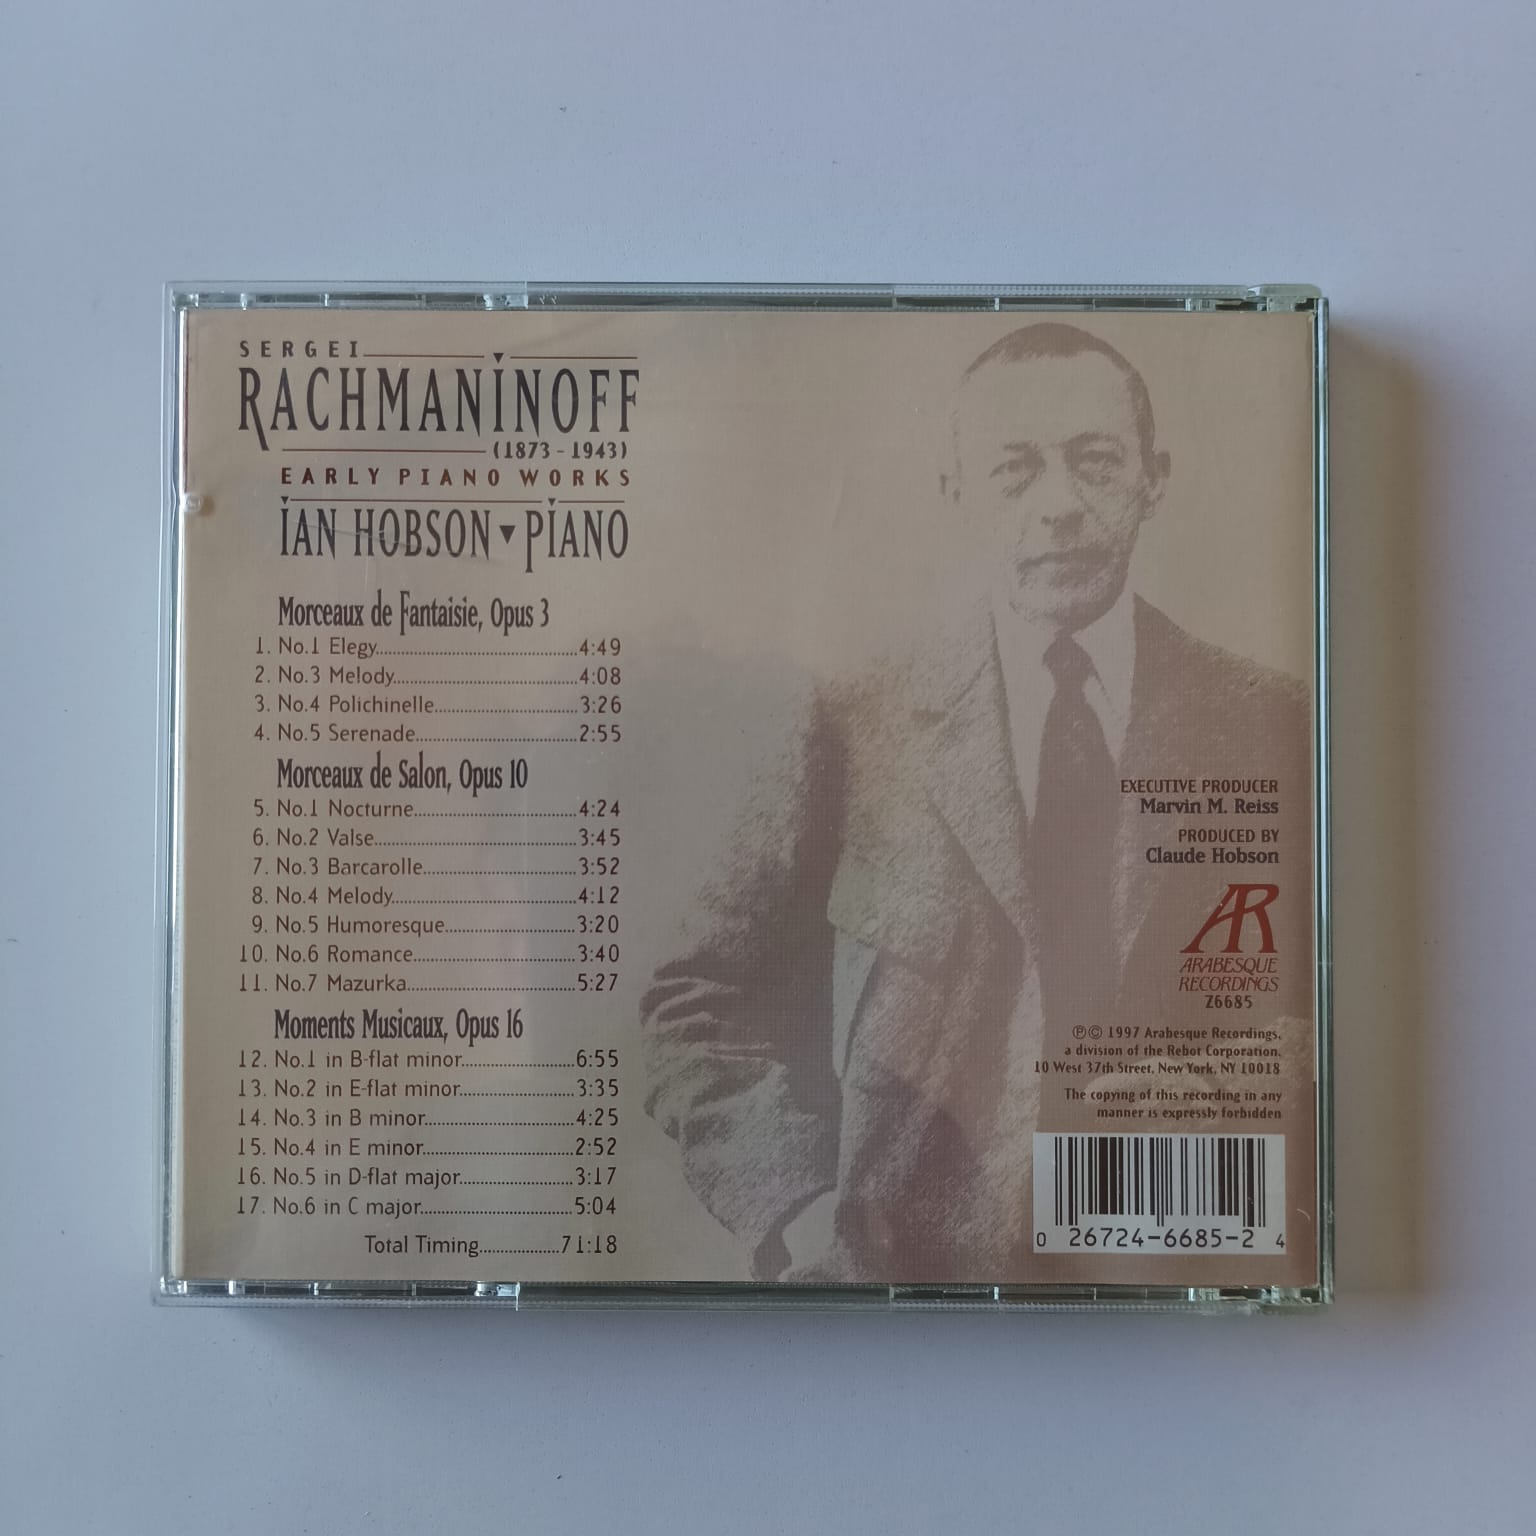 SERGEI
RACHMANINOFF
(1873-1943)
EARLY PIANO WORKS
IAN HOBSON PIANO
Morceaux de Fantaisie, Opus 3
1. No.1 Elegy....4:49
2. No.3 Melody....4:08
3. No.4 Polichinelle....3:26
4. No.5 Serenade....2:55
Morceaux de Salon, Opus 10
5. No.1 Nocturne....4:24
6. No.2 Valse....3:45
7. No.3 Barcarolle....3:52
8. No.4 Melody....4:12
9. No.5 Humoresque....3:20
10. No.6 Romance....3:40
11. No.7 Mazurka....5:27
Moments Musicaux, Opus 16
12. No.1 in B-flat minor....6:55
13. No.2 in E-flat minor....3:35
14. No.3 in B minor....4:25
15. No.4 in E minor....2:52
16. No.5 in D-flat major....3:17
17. No.6 in C major....5:04
Total Timing....71:18
EXECUTIVE PRODUCER
Marvin M. Reiss
PRODUCED BY
Claude Hobson
AR
ARABESQUE
RECORDINGS
Z6685
℗© 1997 Arabesque Recordings,
a division of the Rebot Corporation.
10 West 37th Street, New York, NY 10018
The copying of this recording in any
manner is expressly forbidden
0 26724-6685-2 4